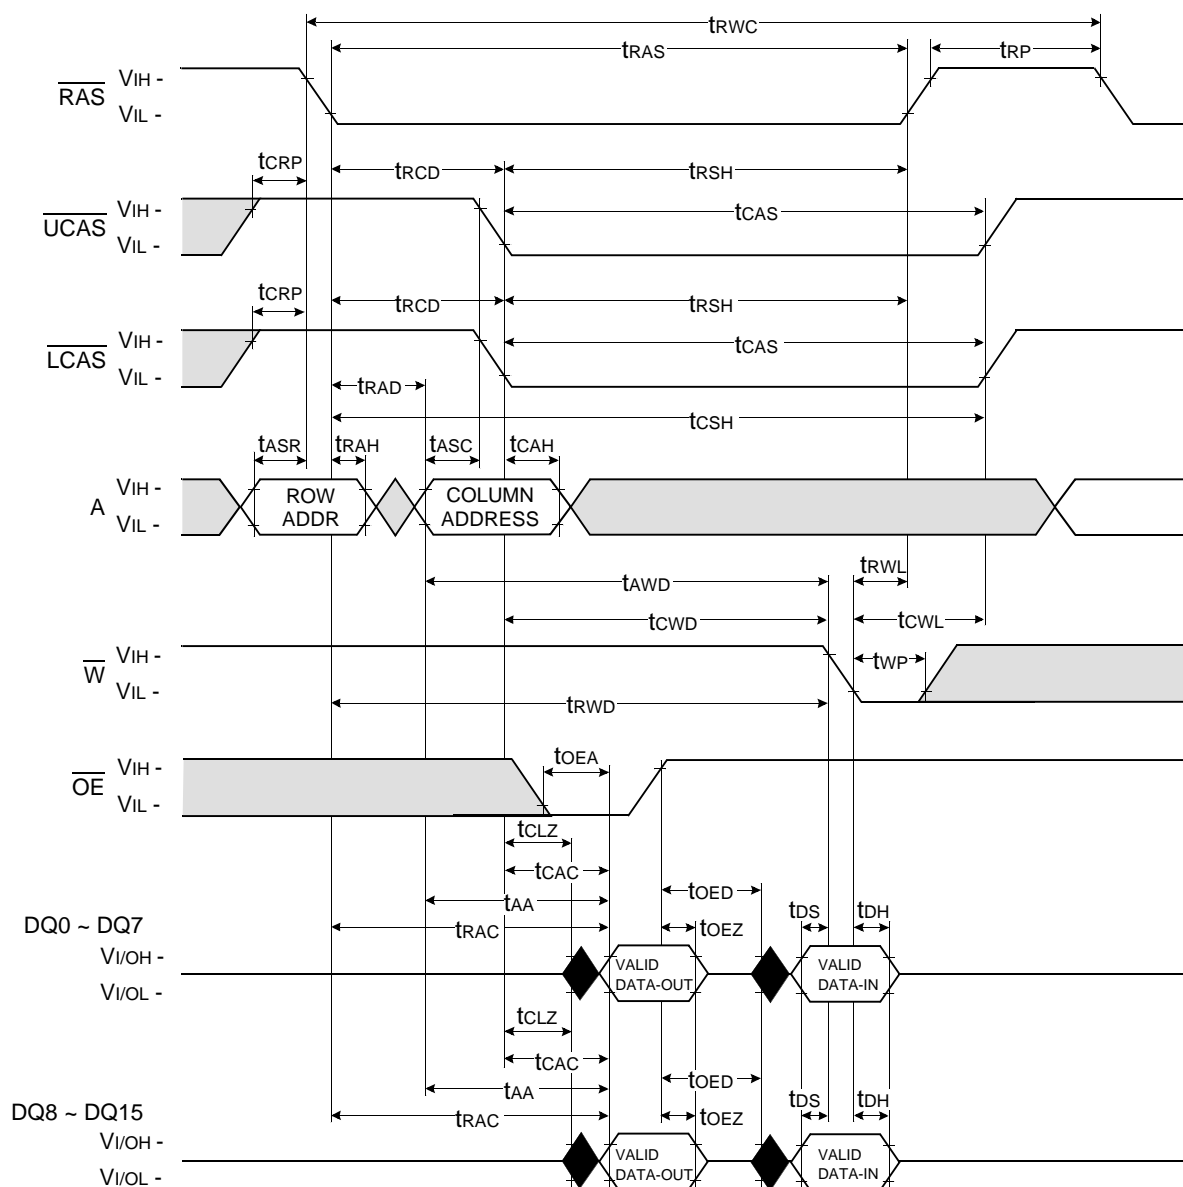 tRWC
tRAS tRP
RAS VIH -
VIL -
tCRP tRCD tRSH
UCAS VIH - tCAS
VIL -
tCRP tRCD tRSH
LCAS VIH - tCAS
VIL - tRAD
tCSH
tASR tRAH tASC tCAH
A VIH - ROW ADDR COLUMN ADDRESS
VIL -
tRWL
tAWD
tCWD tCWL
W VIH - tWP
VIL -
tRWD
OE VIH - tOEA
VIL -
tCLZ
tCAC
tOED
tAA
tDS tDH
DQ0 ~ DQ7 tRAC tOEZ
VI/OH - VALID DATA-OUT VALID DATA-IN
VI/OL -
tCLZ
tCAC
tOED
tAA
tDS tDH
DQ8 ~ DQ15 tRAC tOEZ
VI/OH - VALID DATA-OUT VALID DATA-IN
VI/OL -